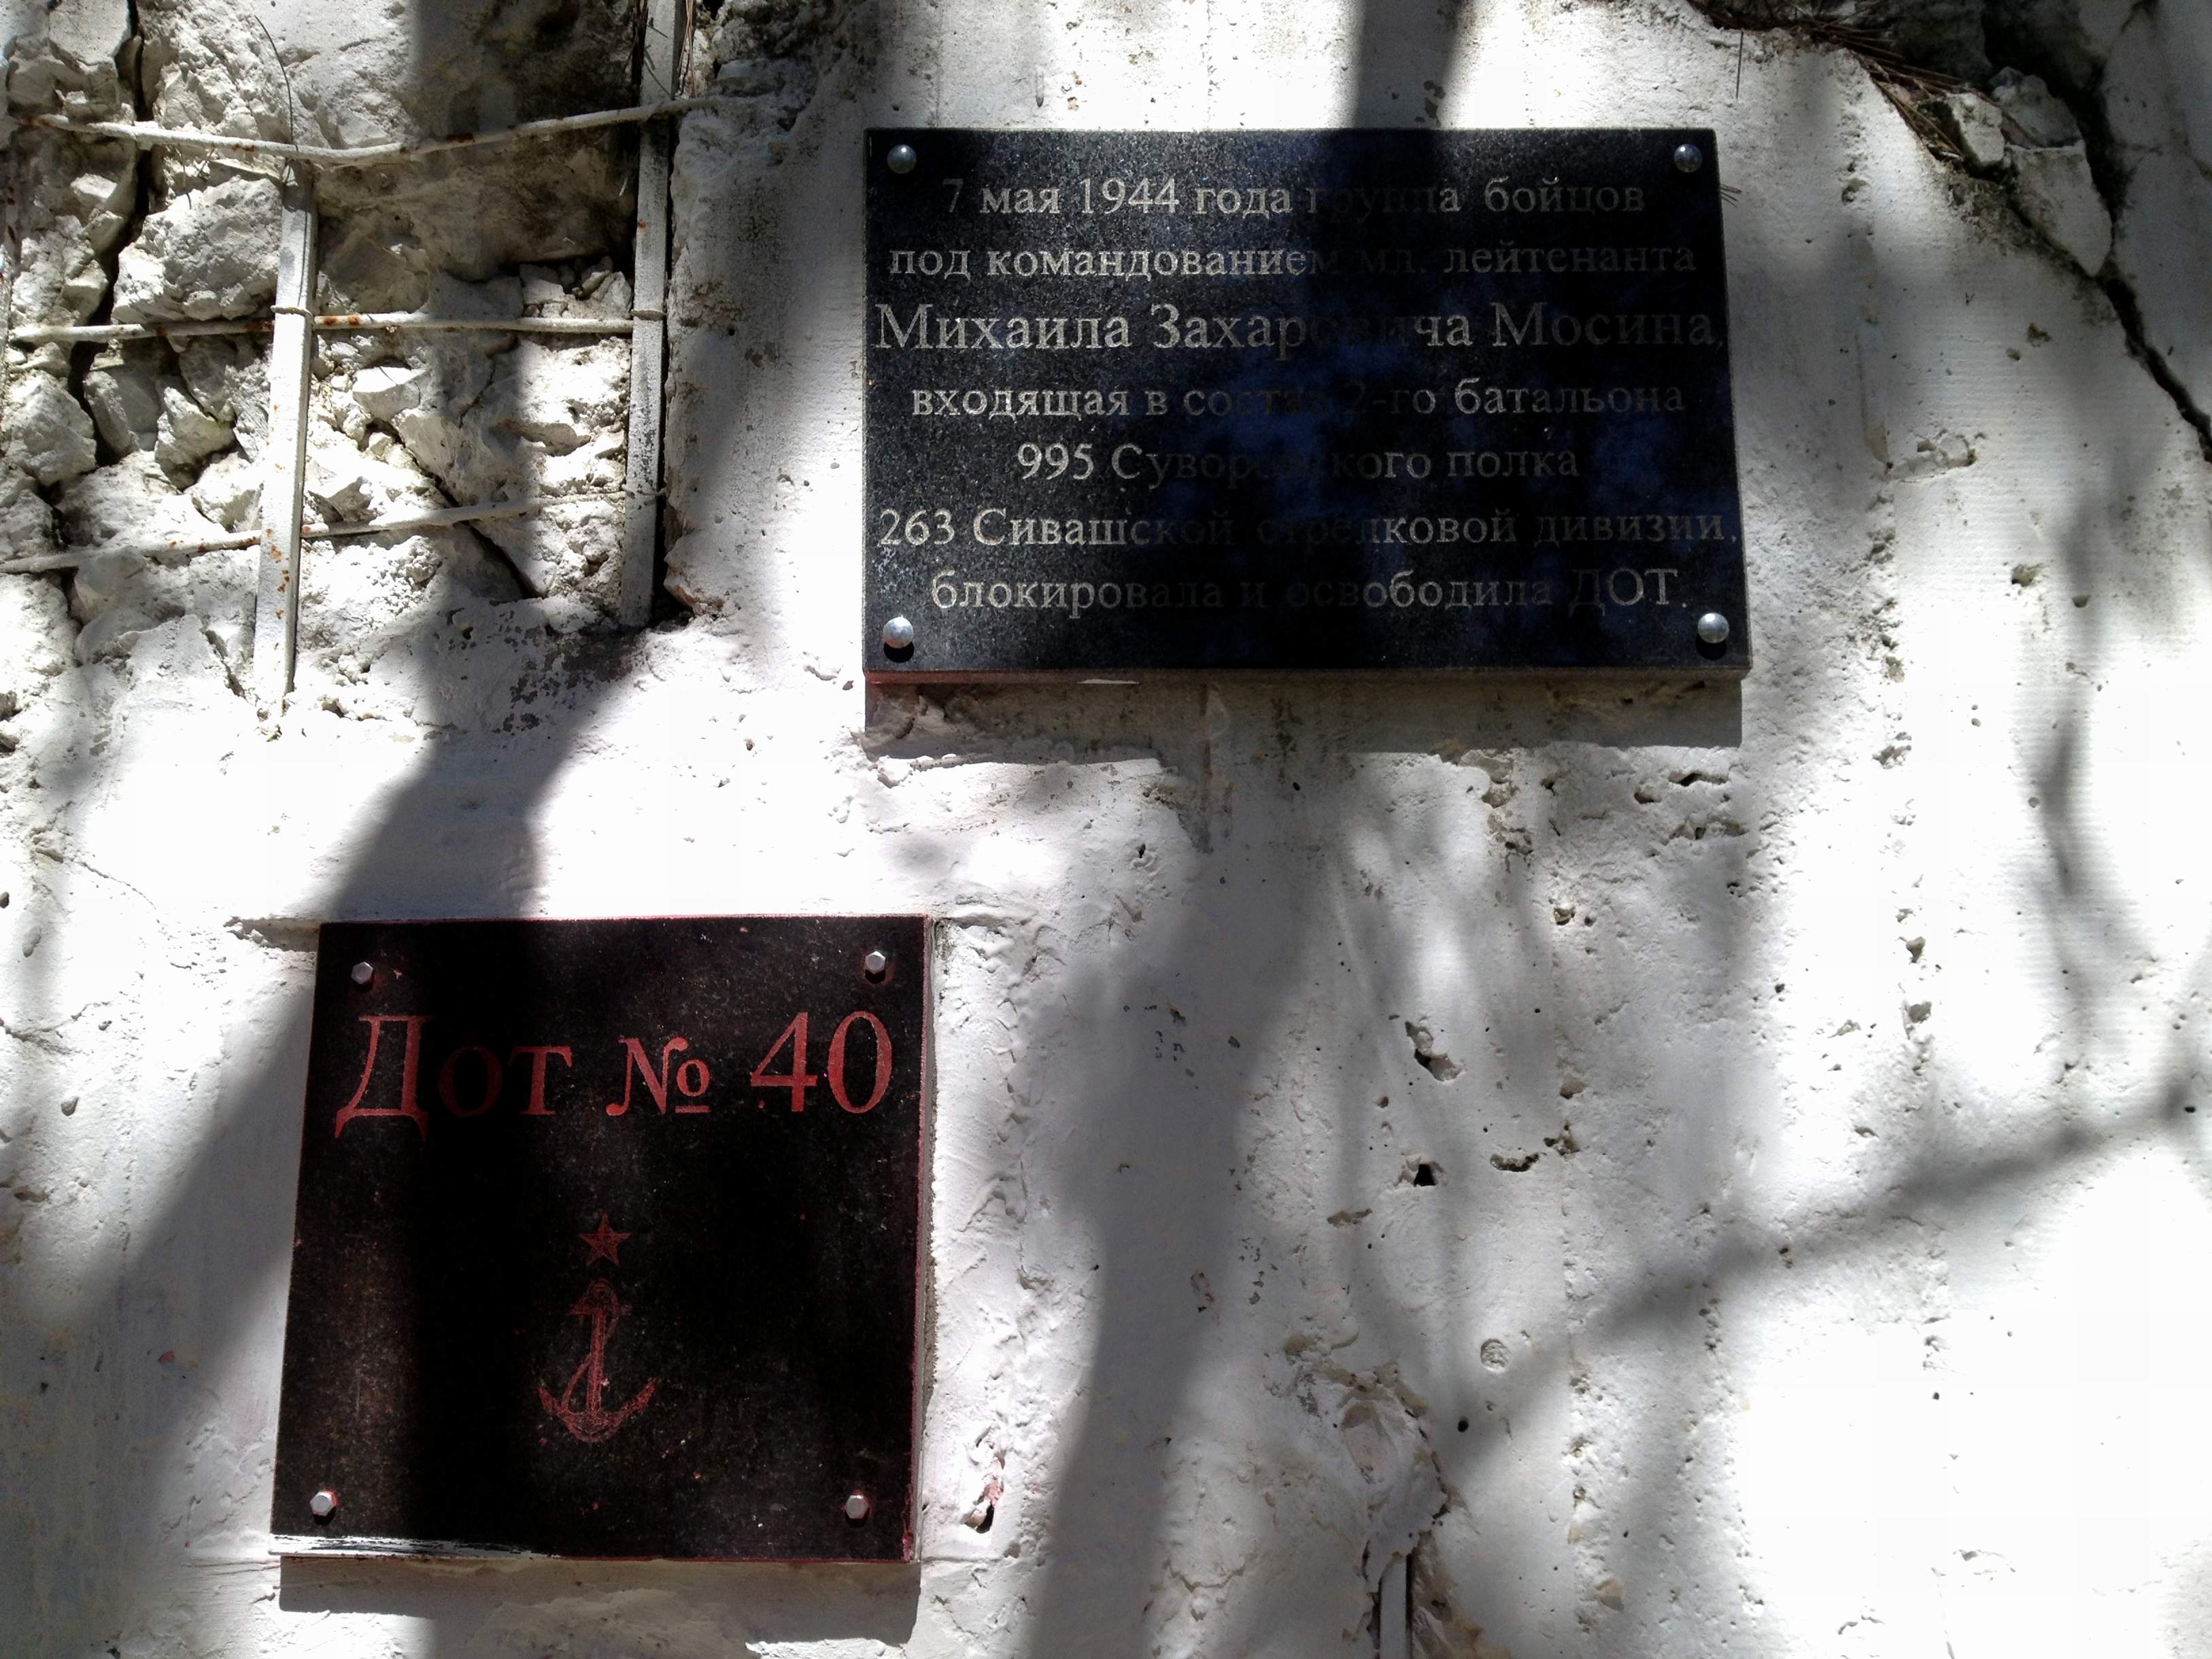 7 мая 1944 года группа бойцов
под командованием мл. лейтенанта
Михаила Захаровича Мосина,
входящая в состав 2-го батальона
995 Суворовского полка
263 Сивашской стрелковой дивизии,
блокировала и освободила ДОТ.
Дот № 40